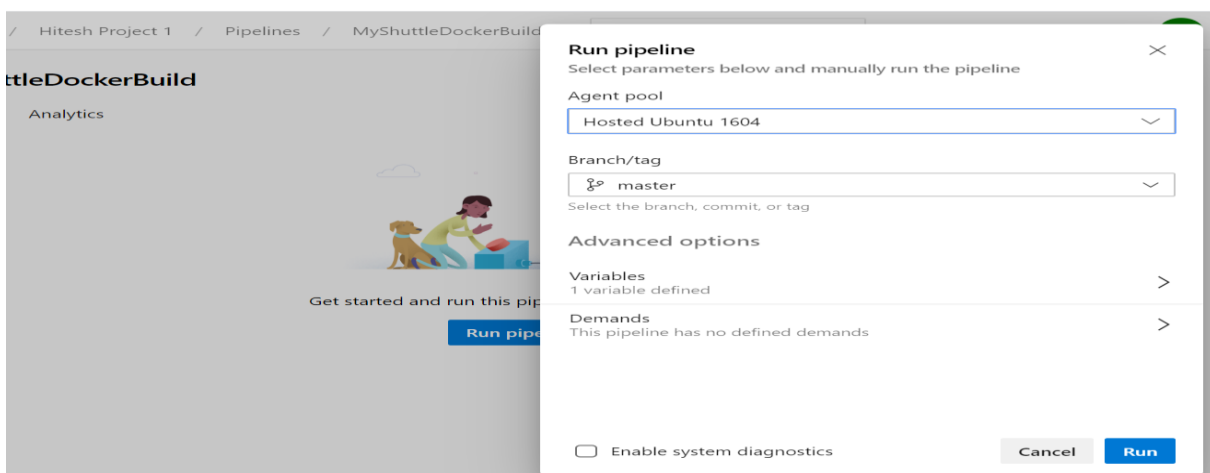 / Hitesh Project 1 / Pipelines / MyShuttleDockerBuild
ttleDockerBuild
Analytics
Get started and run this pip
Run pipe
Run pipeline
Select parameters below and manually run the pipeline
Agent pool
Hosted Ubuntu 1604
Branch/tag
master
Select the branch, commit, or tag
Advanced options
Variables
1 variable defined
Demands
This pipeline has no defined demands
Enable system diagnostics
Cancel
Run